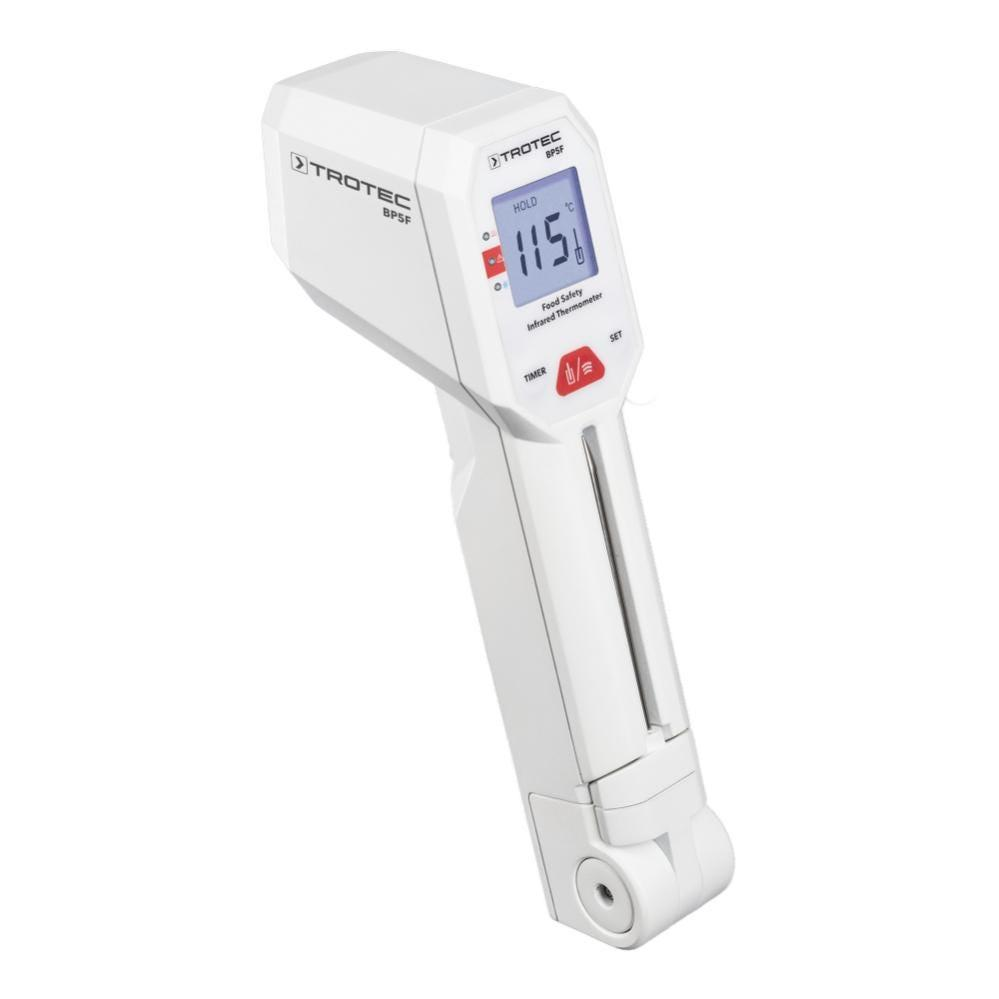 TROTEC
BP5F
TROTEC
BP5F
HOLD
°C
115
Food Safety
Infrared Thermometer
SET
TIMER